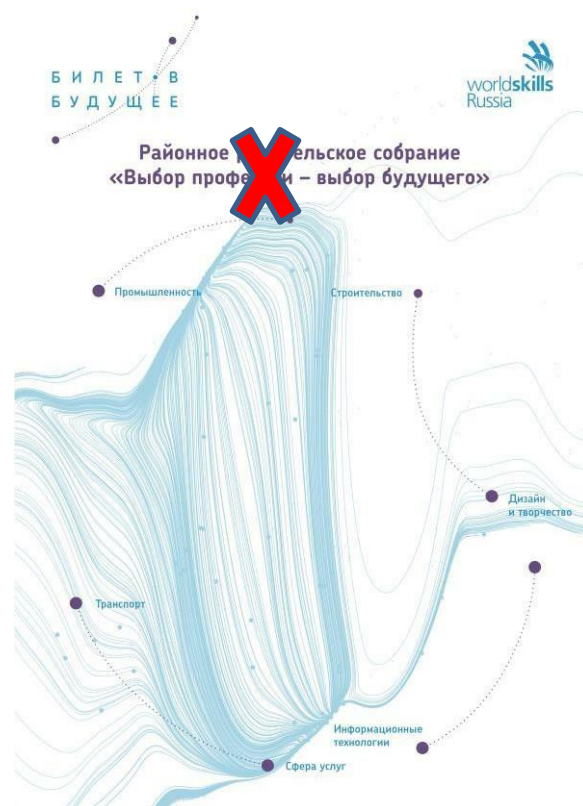 БИЛЕТ В
БУДУЩЕЕ
worldskills
Russia
Районное собрание
«Выбор – выбор будущего»
Промышленность
Строительство
Дизайн
и творчество
Транспорт
Информационные
технологии
Сфера услуг